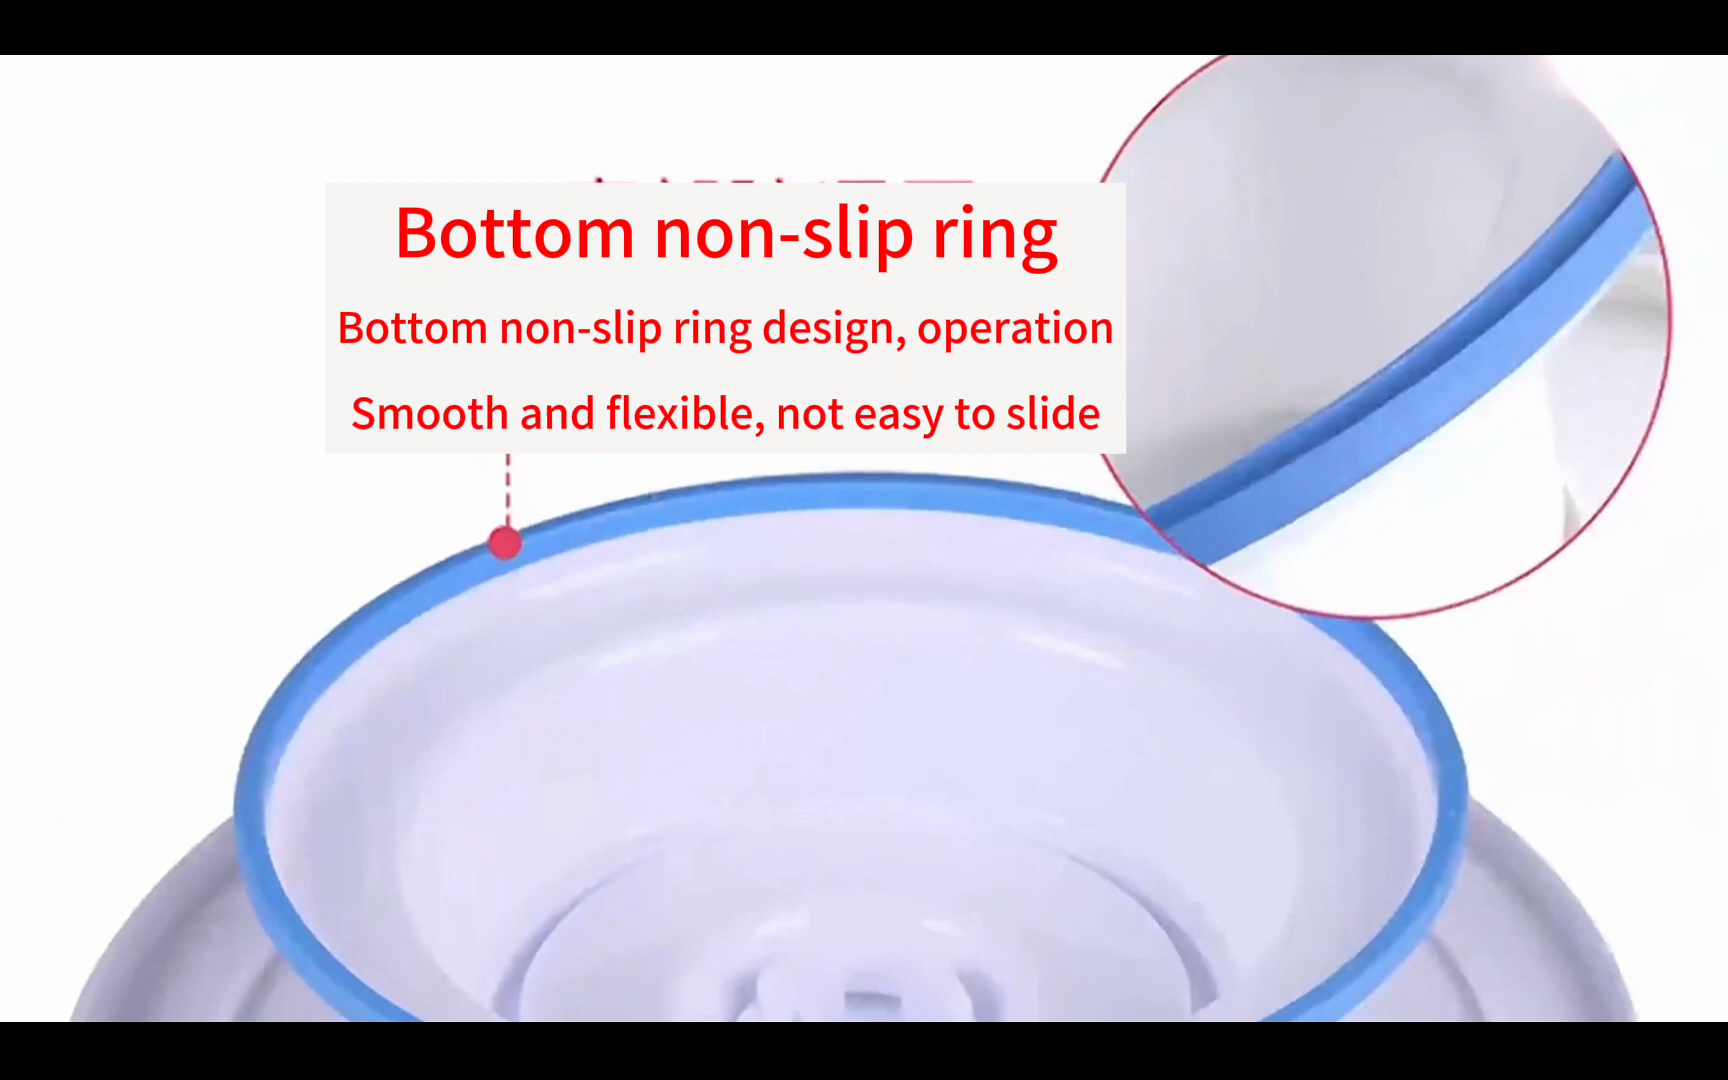 Bottom non-slip ring
Bottom non-slip ring design, operation
Smooth and flexible, not easy to slide